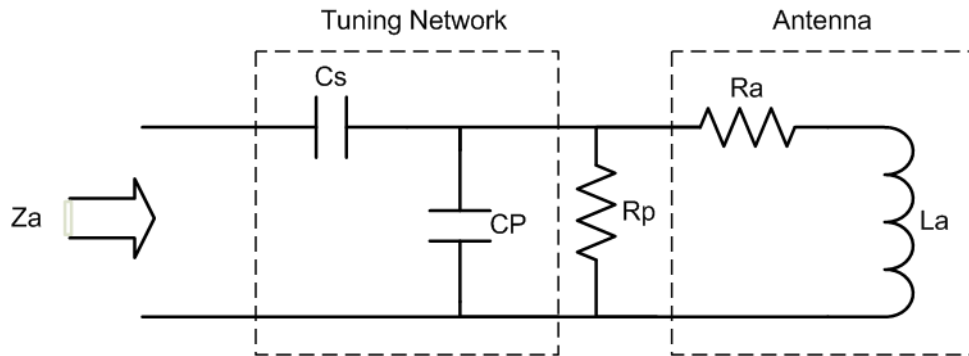 Tuning Network
Antenna
Cs
Ra
Za
CP
Rp
La